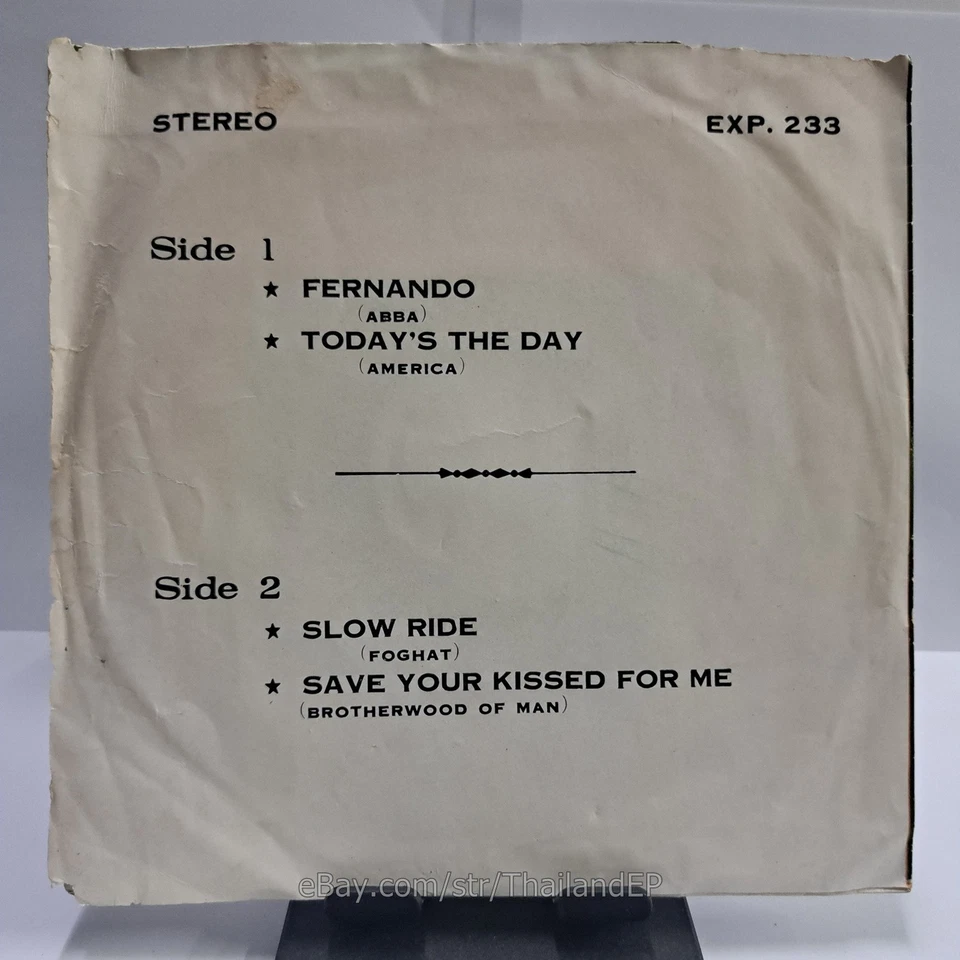 STEREO EXP. 233
Side 1
★ FERNANDO
(ABBA)
★ TODAY'S THE DAY
(AMERICA)
Side 2
★ SLOW RIDE
(FOGHAT)
★ SAVE YOUR KISSED FOR ME
(BROTHERWOOD OF MAN)
eBay.com/str/ThailandEP